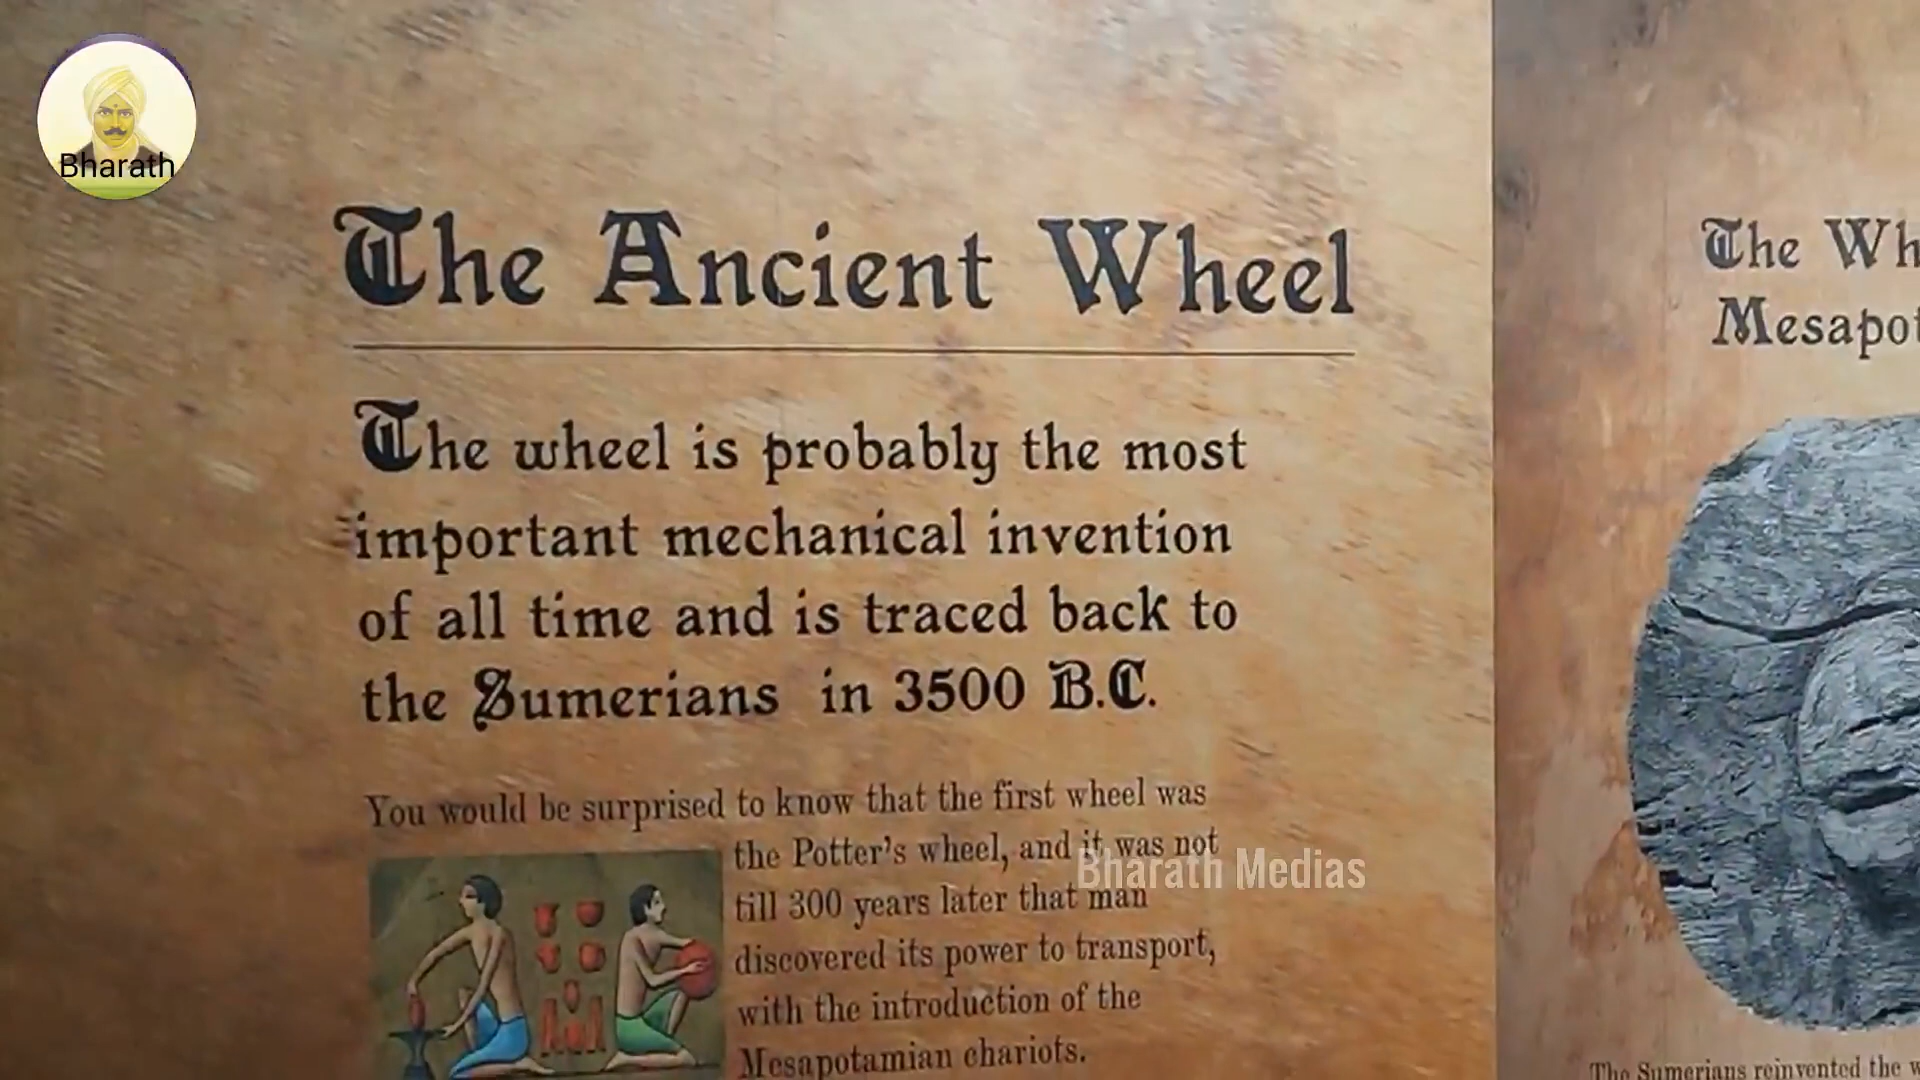 Bharath
The Ancient Wheel
The wheel is probably the most
important mechanical invention
of all time and is traced back to
the Sumerians in 3500 B.C.
You would be surprised to know that the first wheel was
the Potter's wheel, and it was not
till 300 years later that man
discovered its power to transport,
with the introduction of the
Mesapotamian chariots.
Bharath Medias
The Wh
Mesapot
The Sumerians reinvented the w